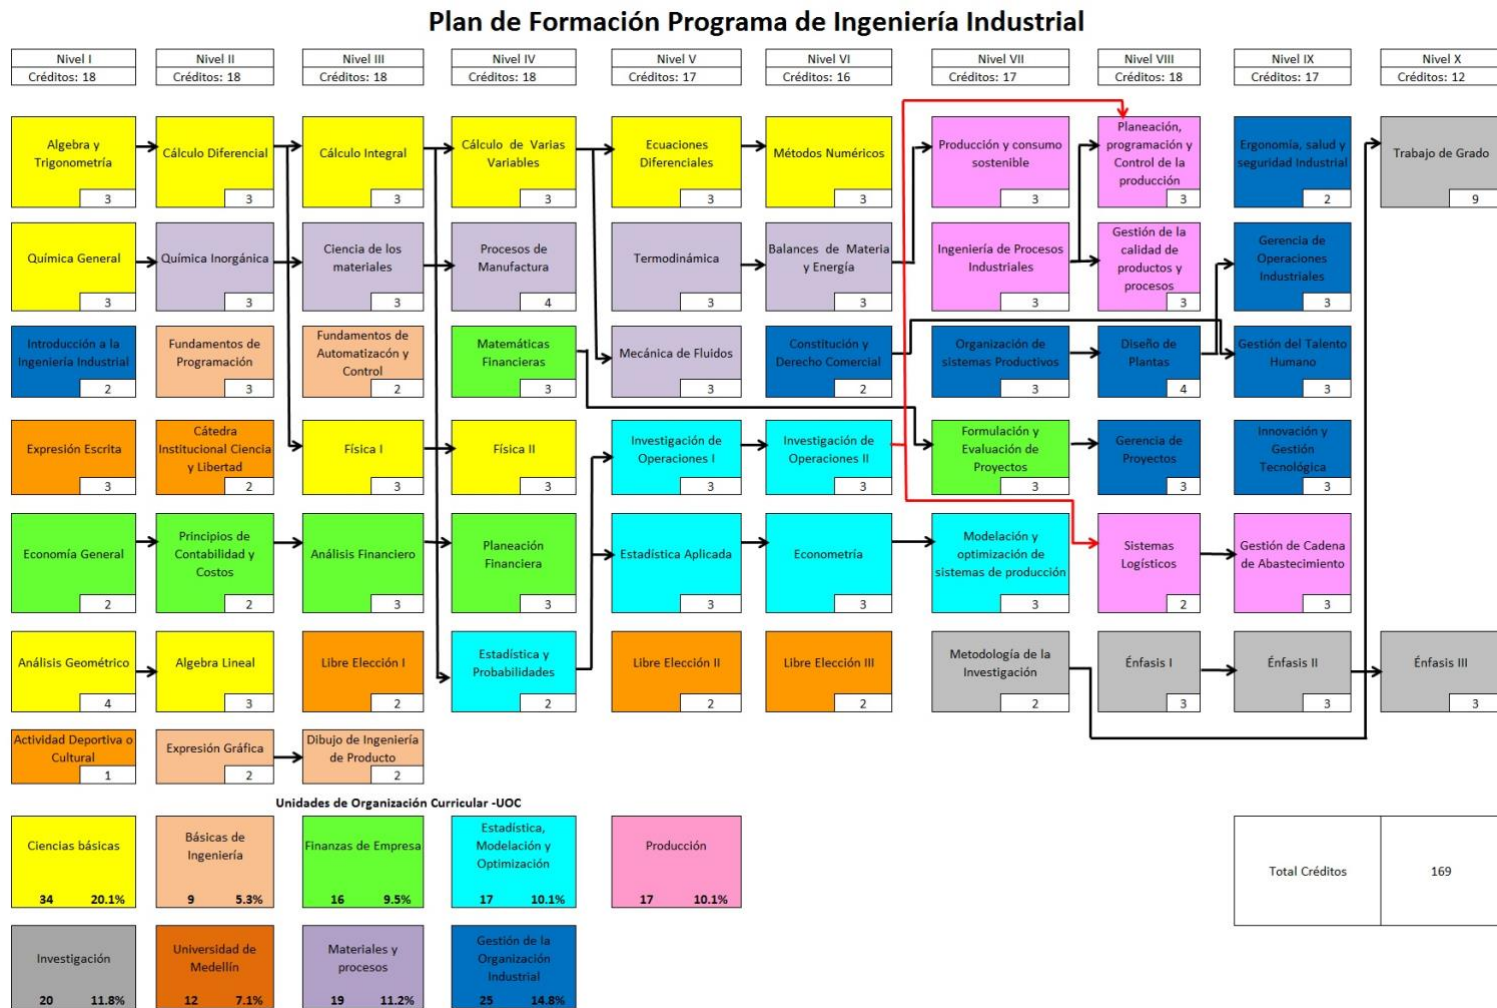 Plan de Formación Programa de Ingeniería Industrial
Nivel I
Créditos: 18
Nivel II
Créditos: 18
Nivel III
Créditos: 18
Nivel IV
Créditos: 18
Nivel V
Créditos: 17
Nivel VI
Créditos: 16
Nivel VII
Créditos: 17
Nivel VIII
Créditos: 18
Nivel IX
Créditos: 17
Nivel X
Créditos: 12
Algebra y
Trigonometría
3
Cálculo Diferencial
3
Cálculo Integral
3
Cálculo de Varias
Variables
3
Ecuaciones
Diferenciales
3
Métodos Numéricos
3
Producción y consumo
sostenible
3
Planeación,
programación y
Control de la
producción
3
Ergonomia, salud y
seguridad Industrial
2
Trabajo de Grado
9
Química General
3
Química Inorgánica
3
Ciencia de los
materiales
3
Procesos de
Manufactura
4
Termodinámica
3
Balances de Materia
y Energía
3
Ingeniería de Procesos
Industriales
3
Gestión de la
calidad de
productos y
procesos
3
Gerencia de
Operaciones
Industriales
3
Introducción a la
Ingeniería Industrial
2
Fundamentos de
Programación
3
Fundamentos de
Automatizacón y
Control
2
Matemáticas
Financieras
3
Mecánica de Fluidos
3
Constitución y
Derecho Comercial
2
Organización de
sistemas Productivos
3
Diseño de
Plantas
4
Gestión del Talento
Humano
3
Expresión Escrita
3
Cátedra
Institucional Ciencia
y Libertad
2
Física I
3
Física II
3
Investigación de
Operaciones I
3
Investigación de
Operaciones II
3
Formulación y
Evaluación de
Proyectos
3
Gerencia de
Proyectos
3
Innovación y
Gestión
Tecnológica
3
Economía General
2
Principios de
Contabilidad y
Costos
2
Análisis Financiero
3
Planeación
Financiera
3
Estadística Aplicada
3
Econometría
3
Modelación y
optimización de
sistemas de producción
3
Sistemas
Logísticos
2
Gestión de Cadena
de Abastecimiento
3
Análisis Geométrico
4
Algebra Lineal
3
Libre Elección I
2
Estadística y
Probabilidades
2
Libre Elección II
2
Libre Elección III
2
Metodología de la
Investigación
2
Énfasis I
3
Énfasis II
3
Énfasis III
3
Actividad Deportiva o
Cultural
1
Expresión Gráfica
2
Dibujo de Ingeniería
de Producto
2
Unidades de Organización Curricular -UOC
Ciencias básicas
34 20.1%
Básicas de
Ingeniería
9 5.3%
Finanzas de Empresa
16 9.5%
Estadística,
Modelación y
Optimización
17 10.1%
Producción
17 10.1%
Total Créditos
169
Investigación
20 11.8%
Universidad de
Medellín
12 7.1%
Materiales y
procesos
19 11.2%
Gestión de la
Organización
Industrial
25 14.8%